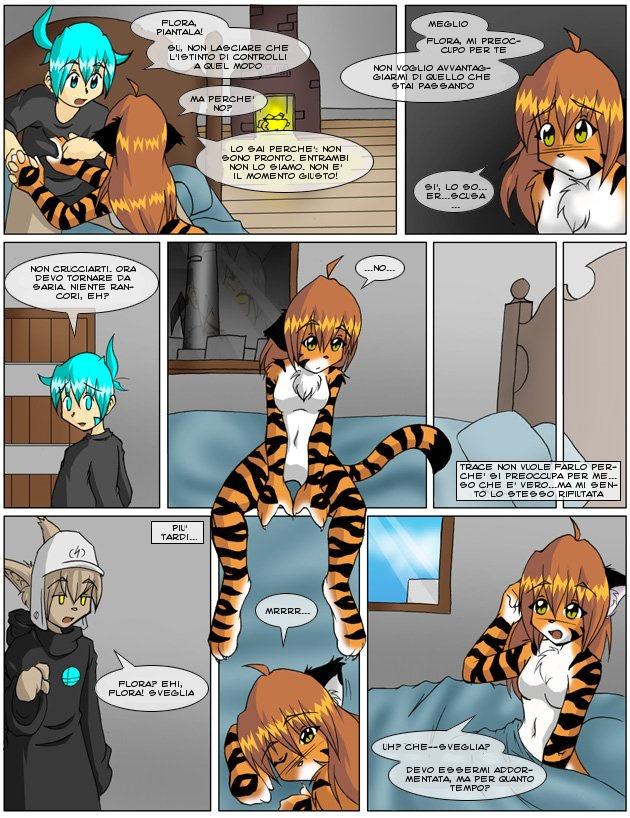 FLORA,
PIANTALA!
SU, NON LASCIARE CHE
L'ISTINTO DI CONTROLLI
A QUEL MODO
MA PERCHE'
NO?
LO SAI PERCHE': NON
SONO PRONTO. ENTRAMBI
NON LO SIAMO. NON E'
IL MOMENTO GIUSTO!
MEGLIO
FLORA, MI PREOC-
CUPO PER TE
NON VOGLIO AVVANTAG-
GIARMI DI QUELLO CHE
STAI PASSANDO
SI', LO SO...
ER...SCUSA
...
NON CRUCCIARTI. ORA
DEVO TORNARE DA
SARIA. NIENTE RAN-
CORI, EH?
...NO...
TRACE NON VUOLE FARLO PER-
CHE' SI PREOCCUPA PER ME...
SO CHE E' VERO...MA MI SEN-
TO LO STESSO RIFIUTATA
PIU'
TARDI...
FLORA? EHI,
FLORA! SVEGLIA
MRRRR...
UH? CHE--SVEGLIA?
DEVO ESSERMI ADDOR-
MENTATA, MA PER QUANTO
TEMPO?